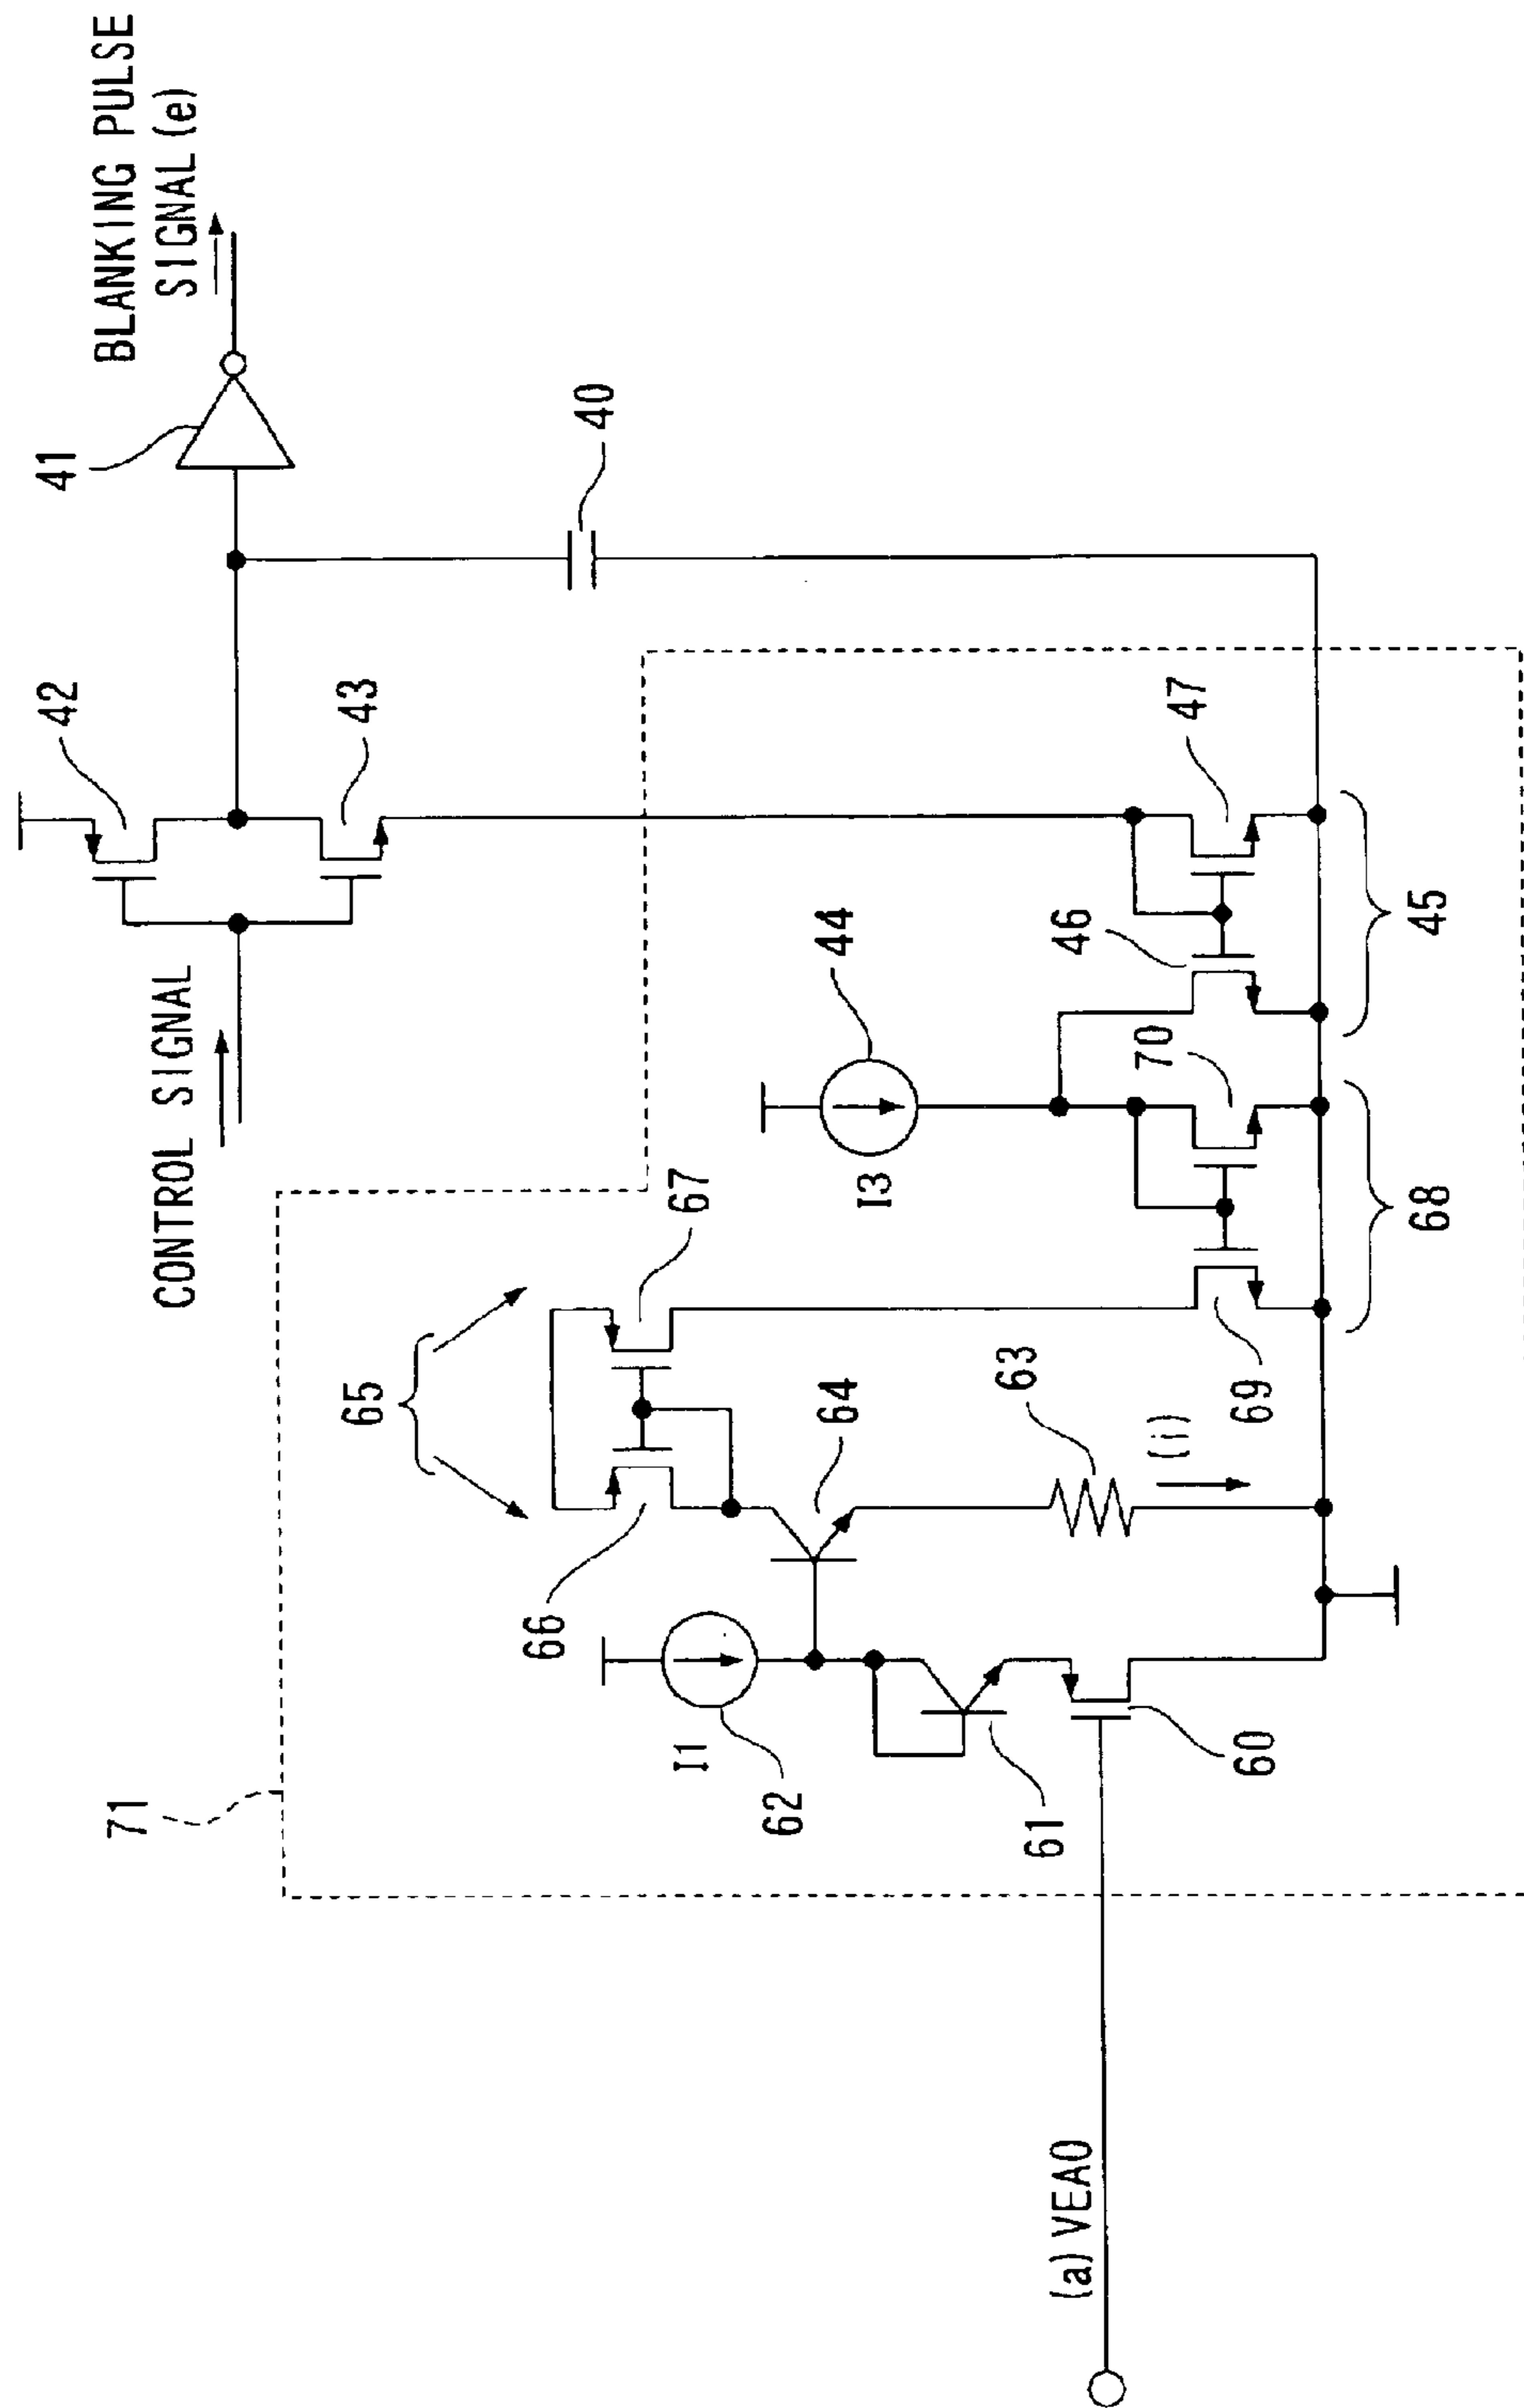 BLANKING PULSE
SIGNAL (e)
41
40
42
43
CONTROL SIGNAL
47
46
45
44
I3
70
68
67
65
64
63
(i)
69
66
I1
62
61
60
71
(a) VEAO